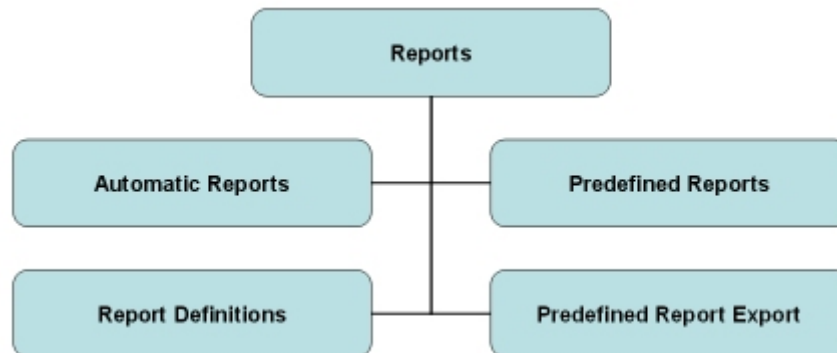 Reports
Automatic Reports
Predefined Reports
Report Definitions
Predefined Report Export